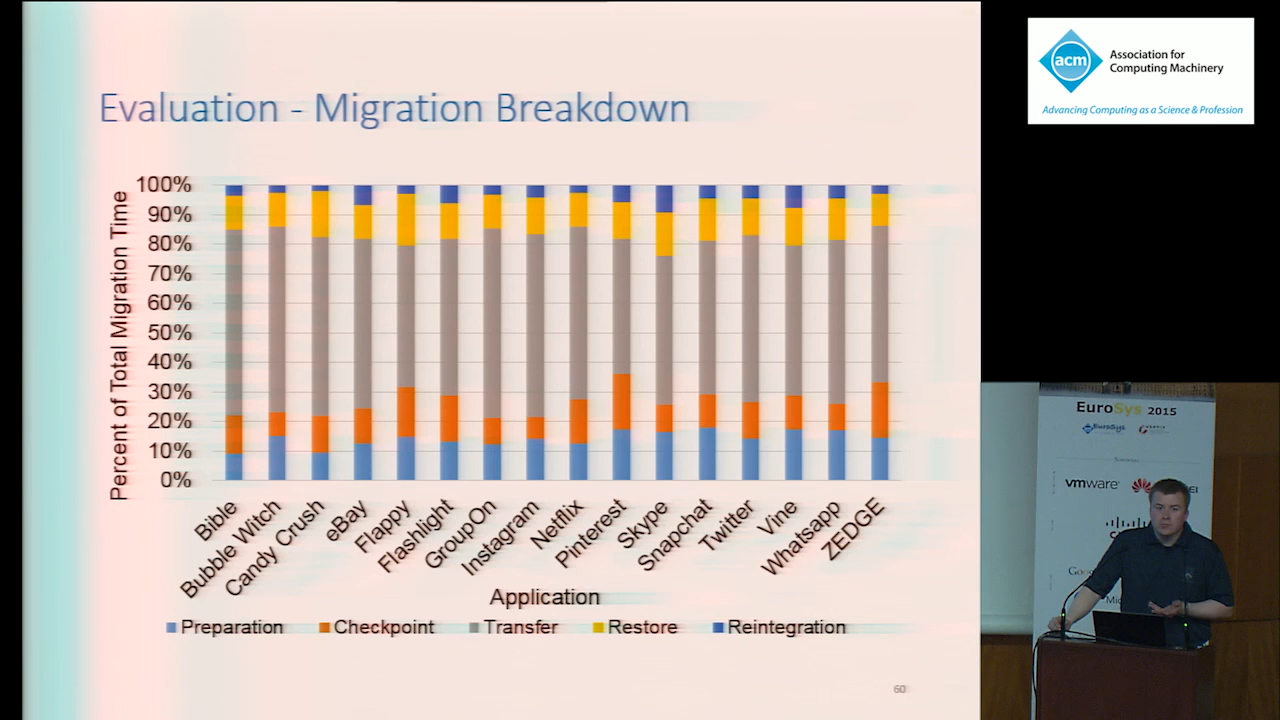 Evaluation - Migration Breakdown
Percent of Total Migration Time
100%
90%
80%
70%
60%
50%
40%
30%
20%
10%
0%
Bible
Bubble Witch
Candy Crush
eBay
Flappy
Flashlight
GroupOn
Instagram
Netflix
Pinterest
Skype
Snapchat
Twitter
Vine
Whatsapp
ZEDGE
Application
Preparation Checkpoint Transfer Restore Reintegration
60
acm
Association for
Computing Machinery
Advancing Computing as a Science & Profession
EuroSys 2015
EuroSys
vmware